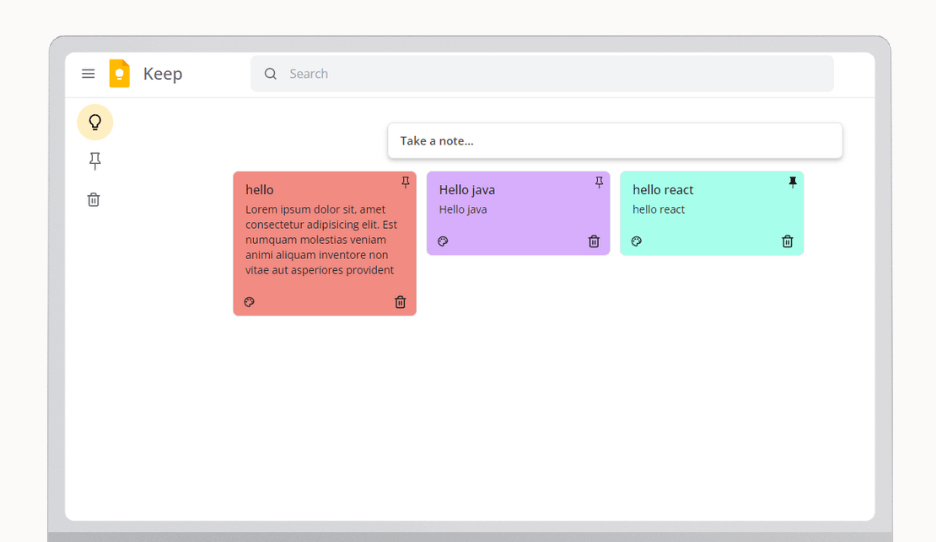 Keep
Search
Take a note...
hello
Lorem ipsum dolor sit, amet
consectetur adipisicing elit. Est
numquam molestias veniam
animi aliquam inventore non
vitae aut asperiores provident
Hello java
Hello java
hello react
hello react